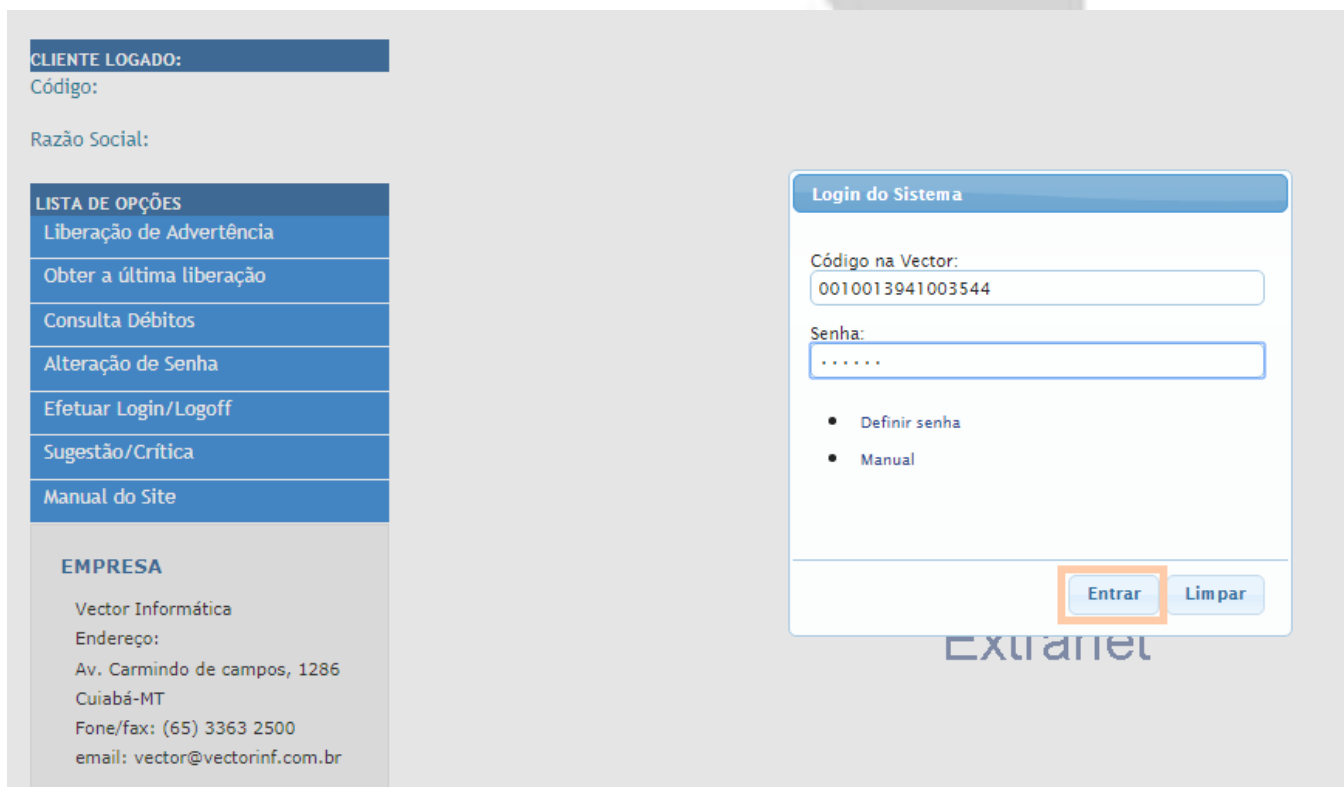 CLIENTE LOGADO:
Código:
Razão Social:
LISTA DE OPÇÕES
Liberação de Advertência
Obter a última liberação
Consulta Débitos
Alteração de Senha
Efetuar Login/Logoff
Sugestão/Crítica
Manual do Site
EMPRESA
Vector Informática
Endereço:
Av. Carmindo de campos, 1286
Cuiabá-MT
Fone/fax: (65) 3363 2500
email: vector@vectorinf.com.br
Login do Sistema
Código na Vector:
0010013941003544
Senha:
......
Definir senha
Manual
Entrar Limpar
Extranet